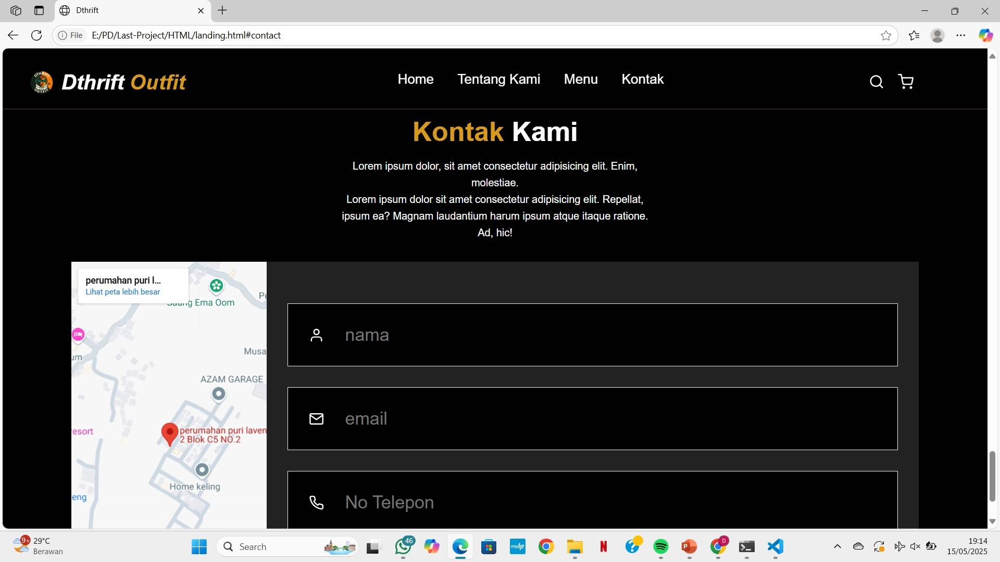 Dthrift
File
E:/PD/Last-Project/HTML/landing.html#contact
DTHRIFT
OUTFIT
Dthrift Outfit
Home
Tentang Kami
Menu
Kontak
Kontak Kami
Lorem ipsum dolor, sit amet consectetur adipisicing elit. Enim,
molestiae.
Lorem ipsum dolor sit amet consectetur adipisicing elit. Repellat,
ipsum ea? Magnam laudantium harum ipsum atque itaque ratione.
Ad, hic!
perumahan puri l...
Lihat peta lebih besar
Saung Ema Oom
Pe
um
Musa
AZAM GARAGE
esort
perumahan puri laven
2 Blok C5 NO.2
Home keling
eng
nama
email
No Telepon
9+
29°C
Berawan
Search
46
myhp
N
P
D
19:14
15/05/2025